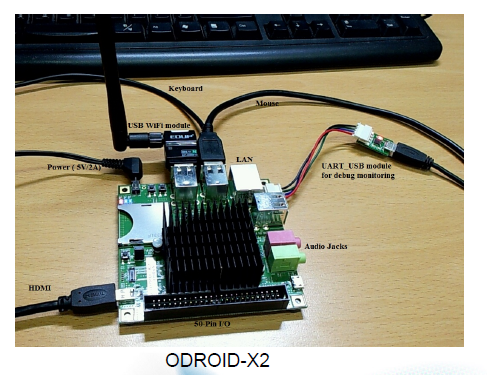 Keyboard
Mouse
USB WiFi module
LAN
Power ( 5V/2A)
UART_USB module
for debug monitoring
Audio Jacks
HDMI
50-Pin I/O
ODROID-X2